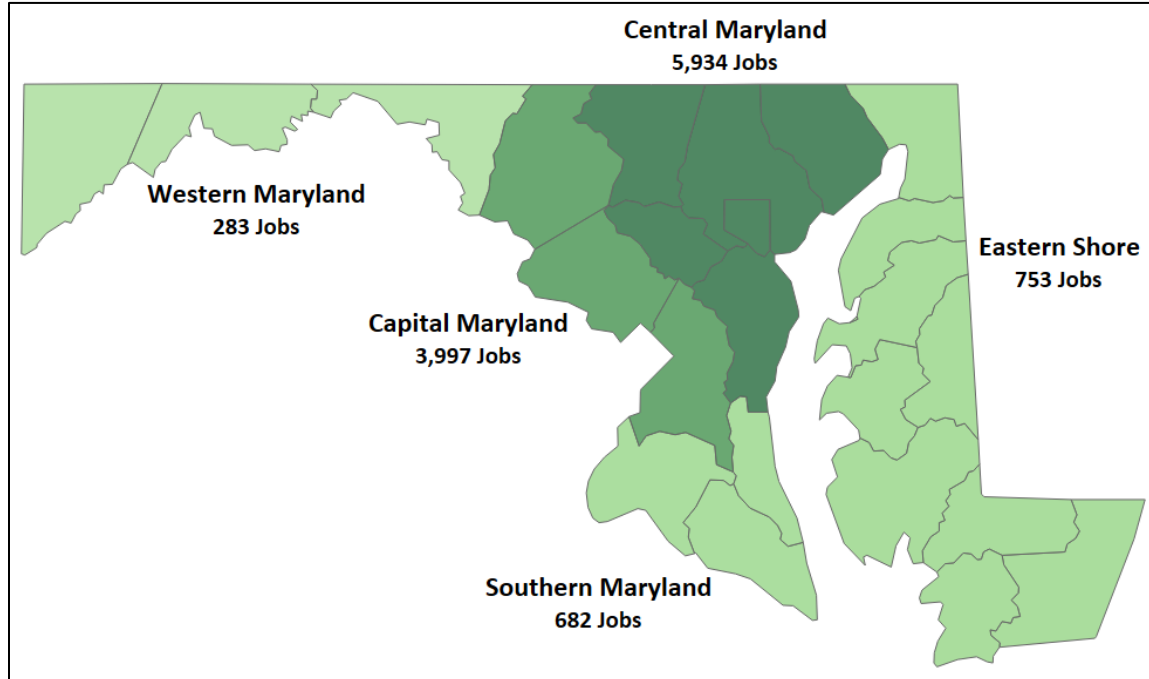 Central Maryland
5,934 Jobs
Western Maryland
283 Jobs
Eastern Shore
753 Jobs
Capital Maryland
3,997 Jobs
Southern Maryland
682 Jobs